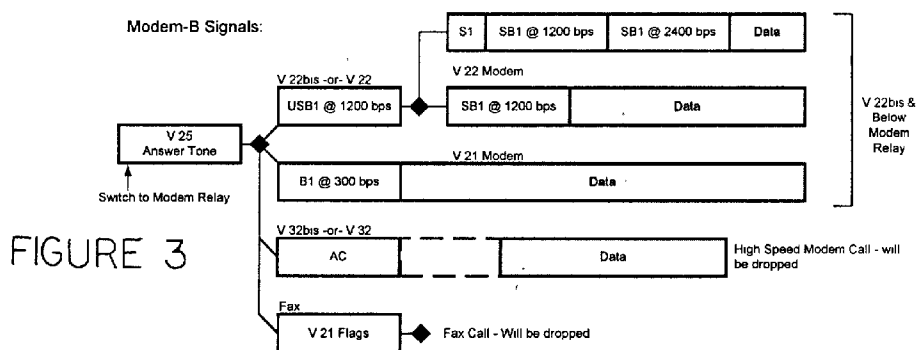 Modem-B Signals:
S1
SB1 @ 1200 bps
SB1 @ 2400 bps
Data
V 22bis -or- V 22
V 22 Modem
USB1 @ 1200 bps
SB1 @ 1200 bps
Data
V 22bis &
Below
Modem
Relay
V 25
Answer Tone
V 21 Modem
B1 @ 300 bps
Data
Switch to Modem Relay
V 32bis -or- V 32
FIGURE 3
AC
Data
High Speed Modem Call - will
be dropped
Fax
V 21 Flags
Fax Call - Will be dropped